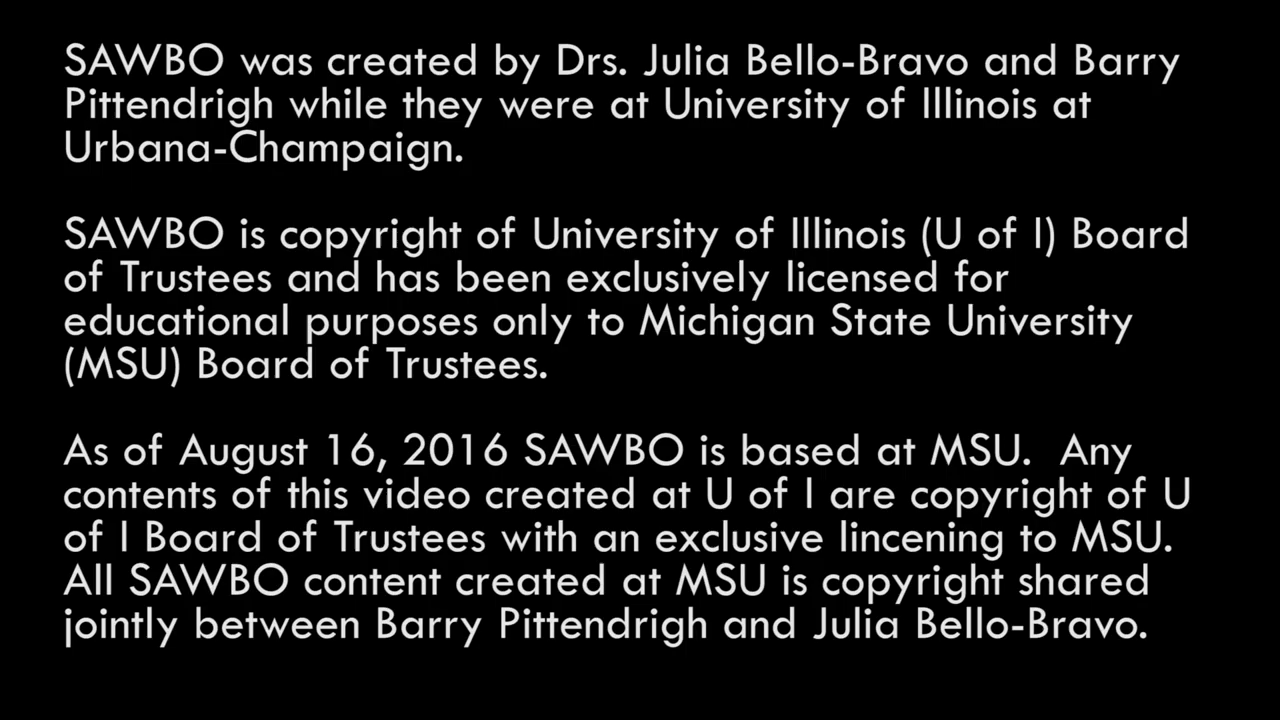 SAWBO was created by Drs. Julia Bello-Bravo and Barry
Pittendrigh while they were at University of Illinois at
Urbana-Champaign.
SAWBO is copyright of University of Illinois (U of I) Board
of Trustees and has been exclusively licensed for
educational purposes only to Michigan State University
(MSU) Board of Trustees.
As of August 16, 2016 SAWBO is based at MSU.  Any
contents of this video created at U of I are copyright of U
of I Board of Trustees with an exclusive lincening to MSU.
All SAWBO content created at MSU is copyright shared
jointly between Barry Pittendrigh and Julia Bello-Bravo.